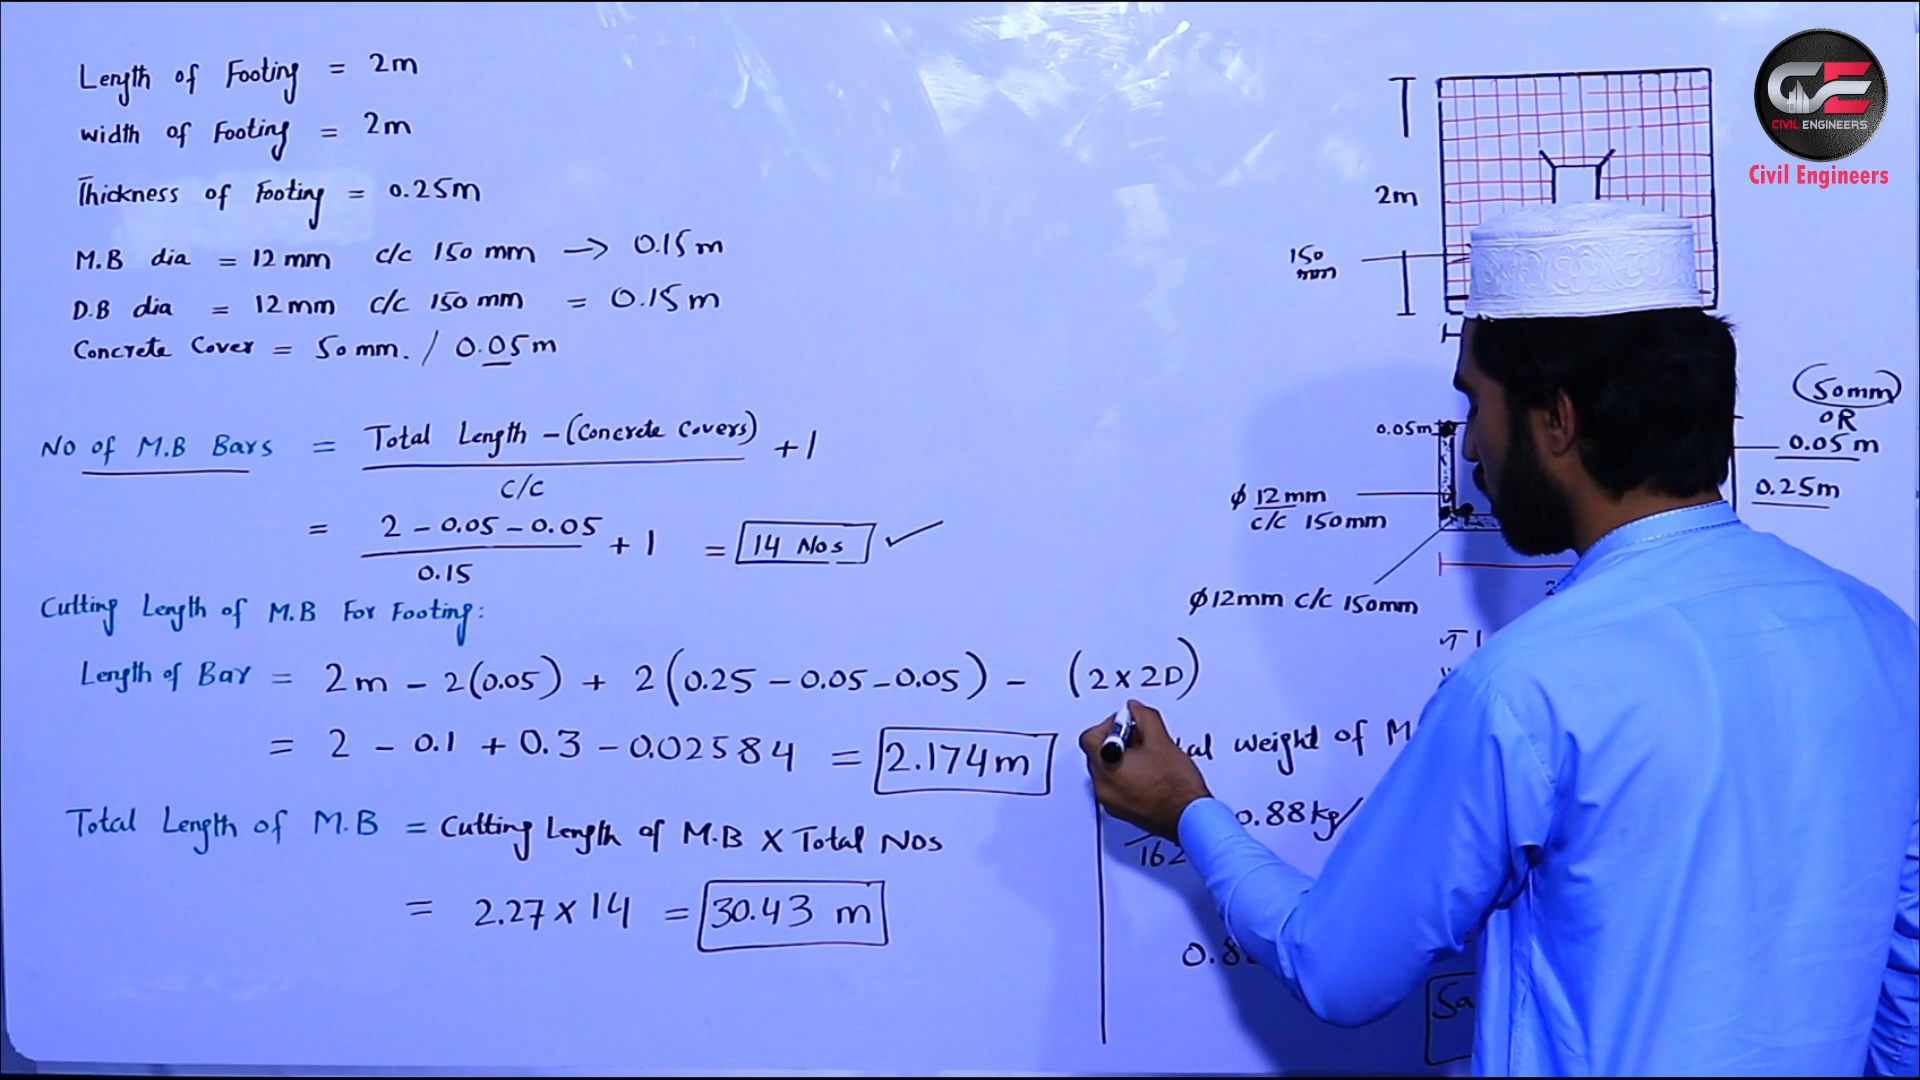 Length of Footing = 2m
width of Footing = 2m
Thickness of Footing = 0.25m
M.B dia = 12 mm c/c 150 mm → 0.15m
D.B dia = 12mm c/c 150 mm = 0.15m
Concrete Cover = 50 mm. / 0.05m
No of M.B Bars = Total Length - (Concrete Covers) + 1
c/c
= 2 - 0.05 - 0.05 + 1 = 14 Nos ✓
0.15
Cutting Length of M.B For Footing:
Length of Bar = 2m - 2(0.05) + 2(0.25 - 0.05 - 0.05) - (2x2D)
= 2 - 0.1 + 0.3 - 0.02584 = 2.174m
Total Length of M.B = Cutting Length of M.B X Total Nos
= 2.27 x 14 = 30.43 m
2m
150
mm
0.05m
50mm
OR
0.05 m
0.25m
ϕ 12mm
c/c 150mm
ϕ12mm c/c 150mm
weight of M
0.88kg/
162
CIVIL ENGINEERS
Civil Engineers